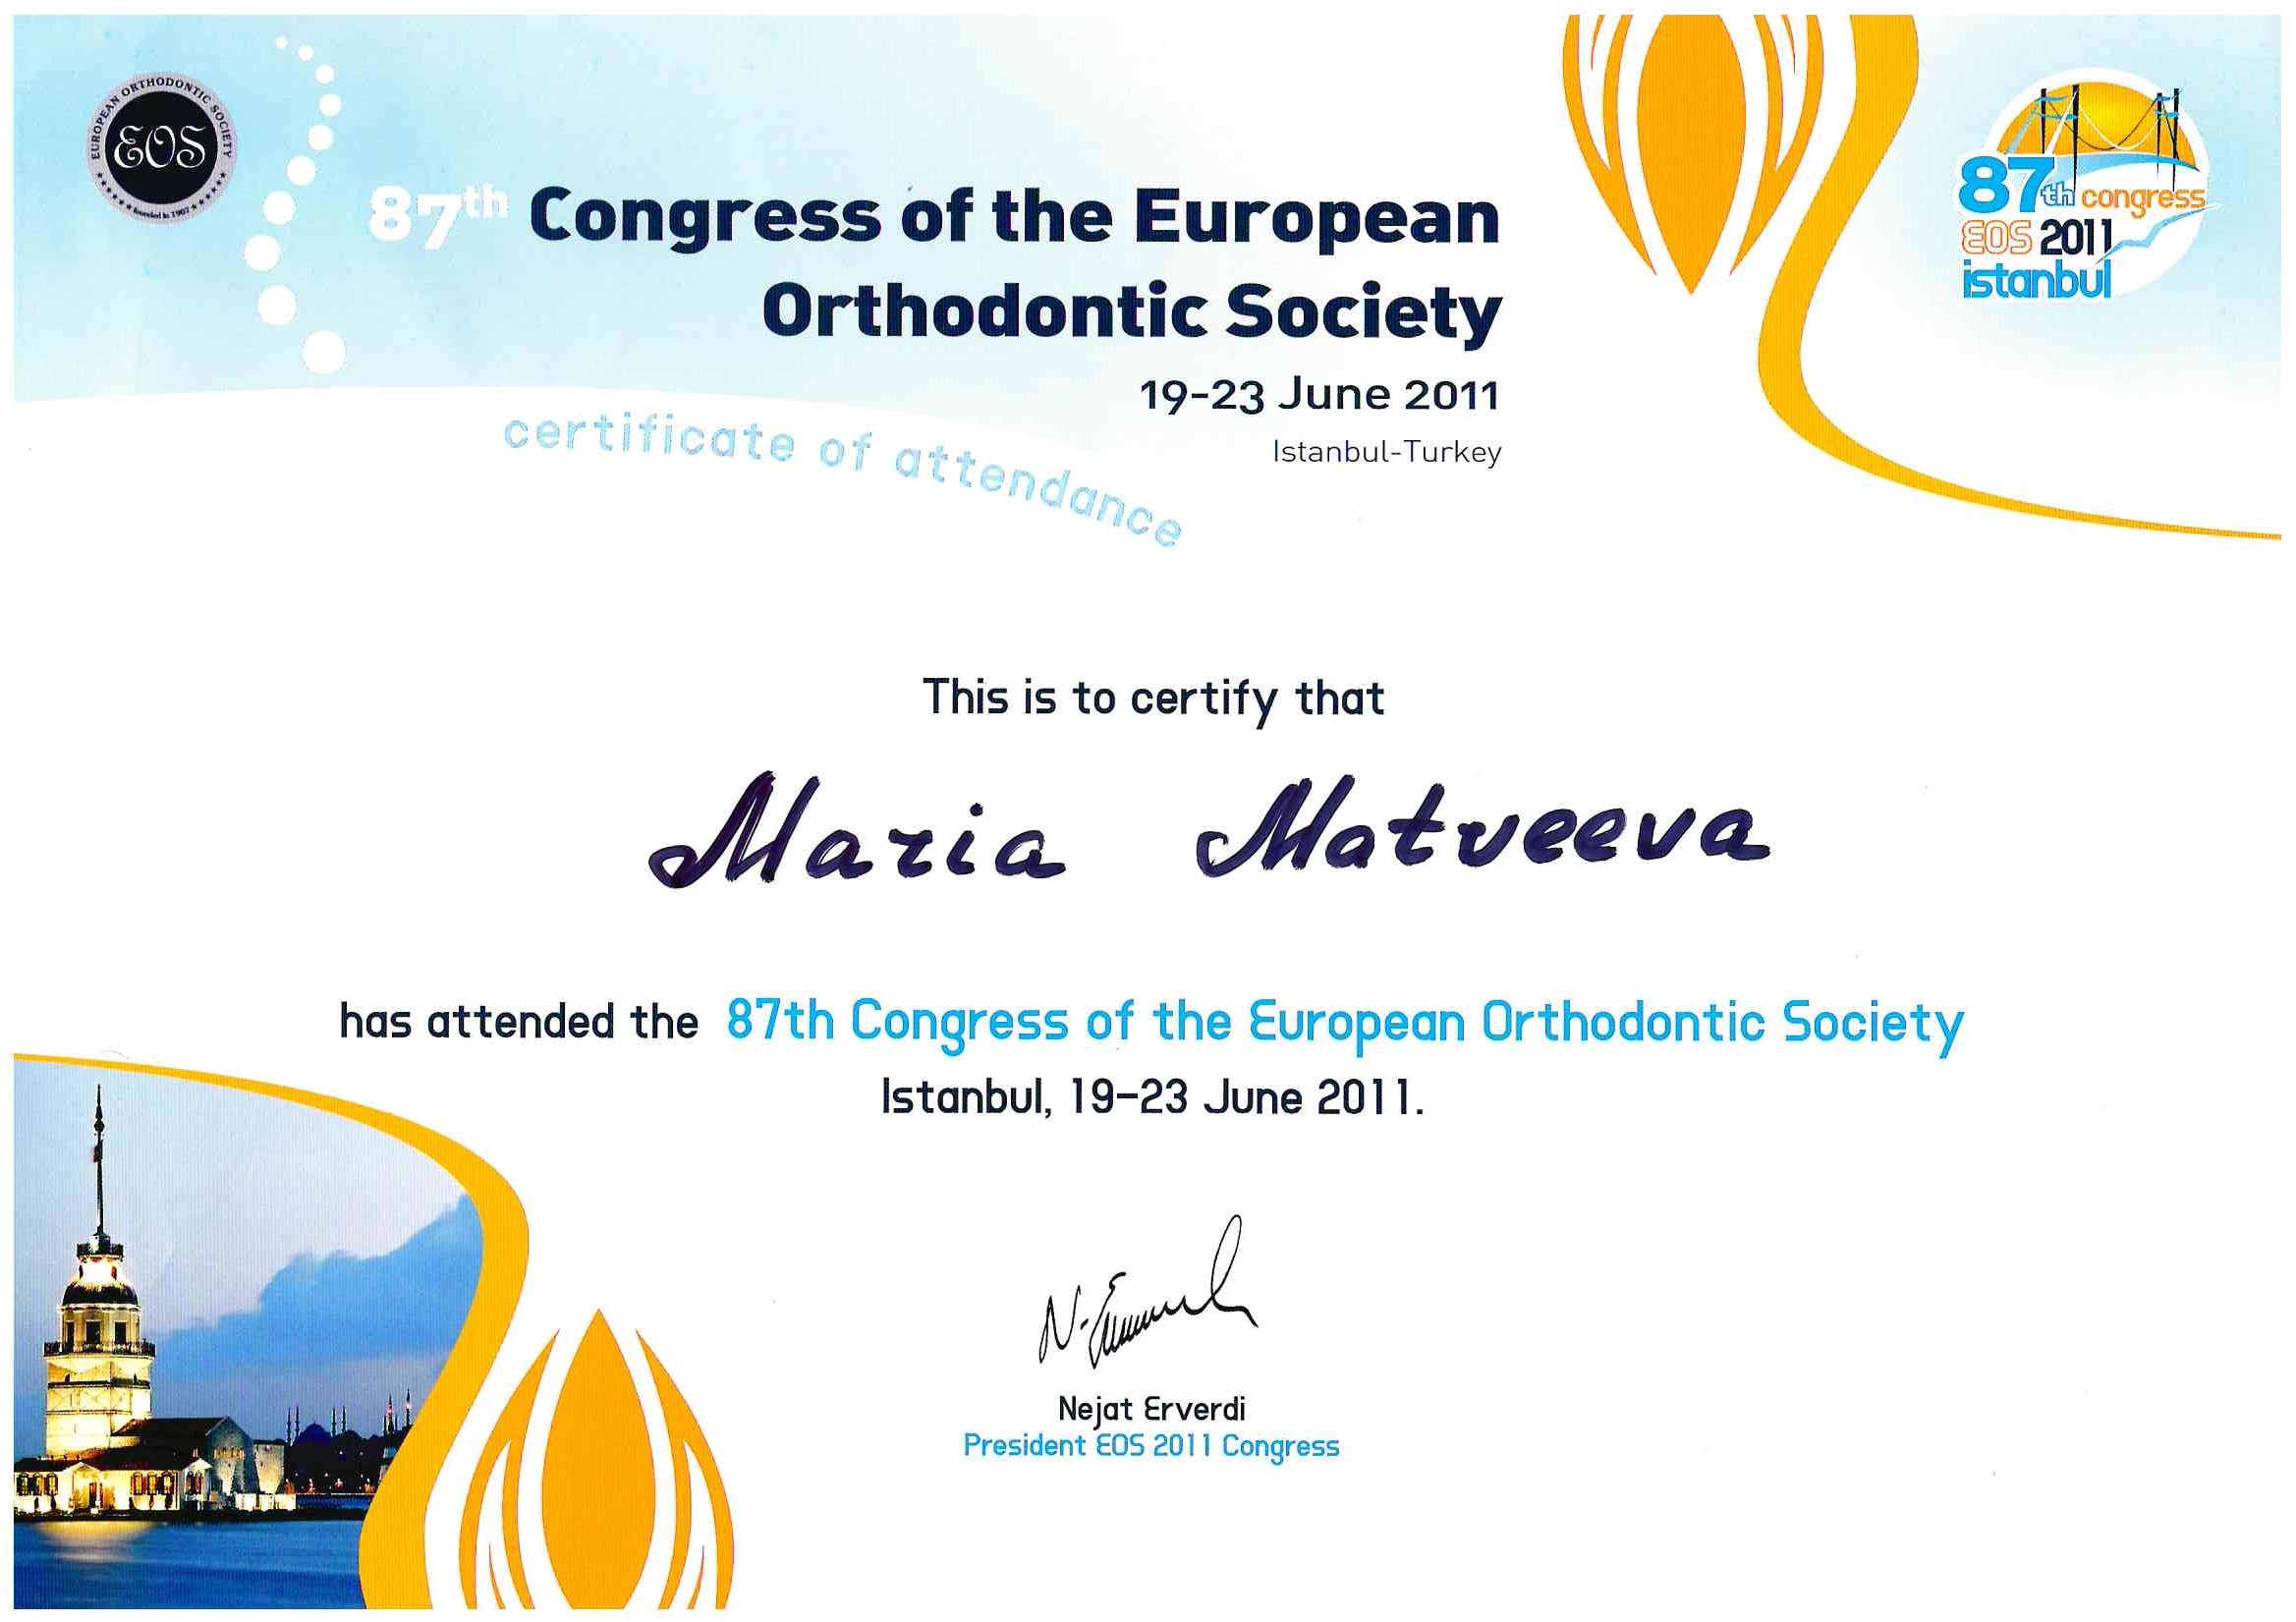 EUROPEAN ORTHODONTIC SOCIETY
EOS
founded in 1907
87th Congress of the European
Orthodontic Society
19-23 June 2011
Istanbul-Turkey
certificate of attendance
87th congress
EOS 2011
istanbul
This is to certify that
Maria Matveeva
has attended the 87th Congress of the European Orthodontic Society
Istanbul, 19-23 June 2011.
N. Erverdi
Nejat Erverdi
President EOS 2011 Congress